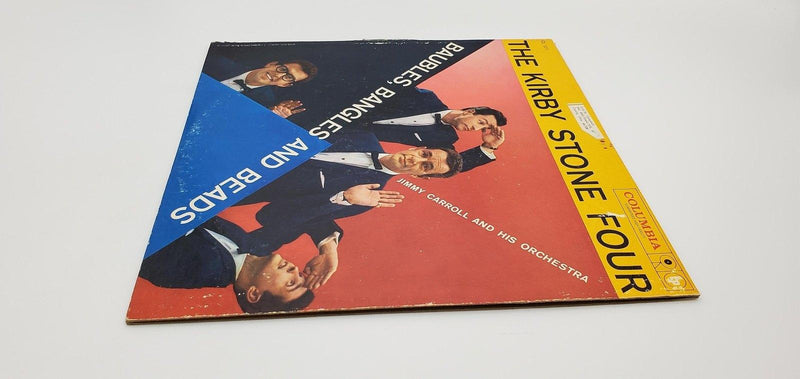 THE KIRBY STONE FOUR
COLUMBIA
BAUBLES, BANGLES AND BEADS
JIMMY CARROLL AND HIS ORCHESTRA